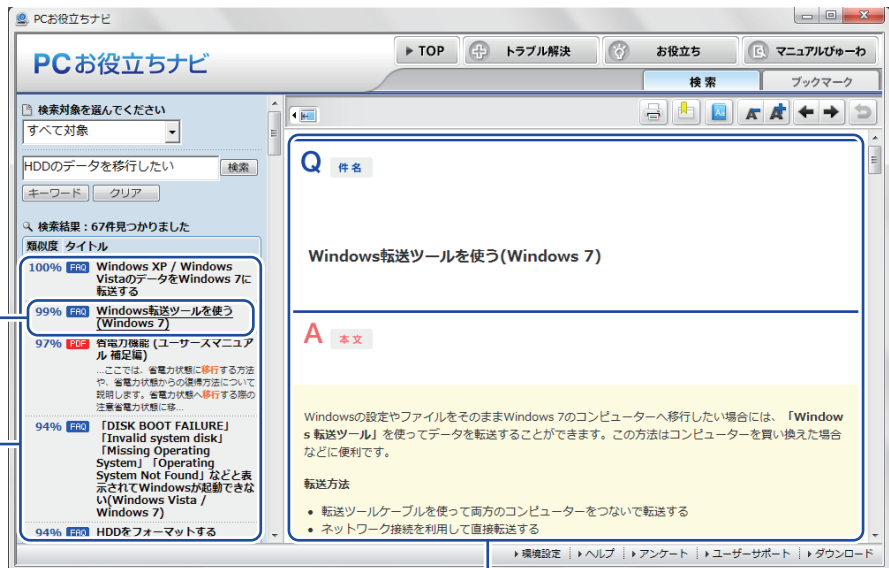 PCお役立ちナビ
PCお役立ちナビ
TOP
トラブル解決
お役立ち
マニュアルびゅーわ
検索
ブックマーク
検索対象を選んでください
すべて対象
HDDのデータを移行したい
検索
キーワード
クリア
検索結果：67件見つかりました
類似度 タイトル
100% FAQ Windows XP / Windows
VistaのデータをWindows 7に
転送する
99% FAQ Windows転送ツールを使う
(Windows 7)
97% PDF 省電力機能 (ユーザーズマニュア
ル 補足編)
...ここでは、省電力状態に移行する方法
や、省電力状態からの復帰方法について
説明します。省電力状態へ移行する際の
注意省電力状態に移...
94% FAQ 「DISK BOOT FAILURE」
「Invalid system disk」
「Missing Operating
System」「Operating
System Not Found」などと表
示されてWindowsが起動できな
い(Windows Vista /
Windows 7)
94% FAQ HDDをフォーマットする
Q 件名
Windows転送ツールを使う(Windows 7)
A 本文
Windowsの設定やファイルをそのままWindows 7のコンピューターへ移行したい場合には、「Window
s 転送ツール」を使ってデータを転送することができます。この方法はコンピューターを買い換えた場合
などに便利です。
転送方法
• 転送ツールケーブルを使って両方のコンピューターをつないで転送する
• ネットワーク接続を利用して直接転送する
環境設定
ヘルプ
アンケート
ユーザーサポート
ダウンロード